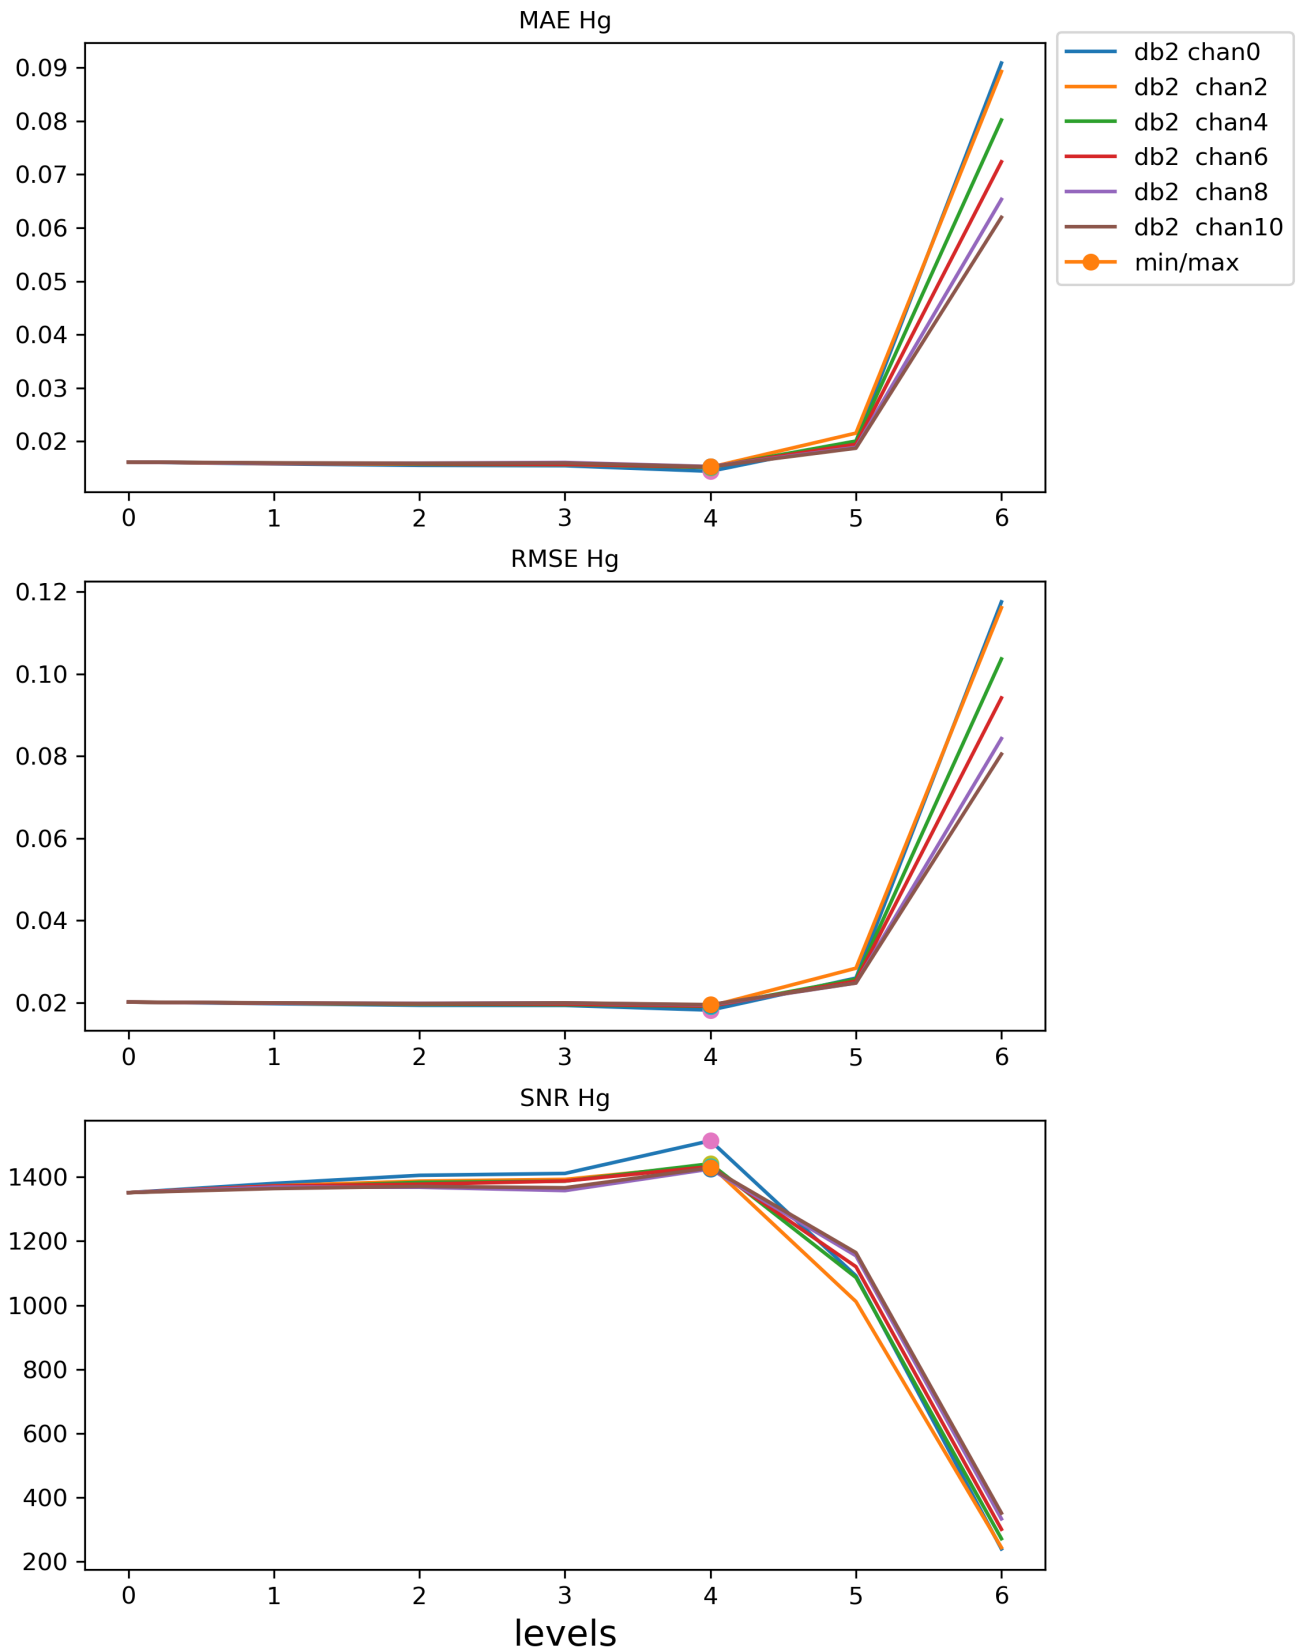 MAE Hg
0.09
0.08
0.07
0.06
0.05
0.04
0.03
0.02
0 1 2 3 4 5 6
db2 chan0
db2  chan2
db2  chan4
db2  chan6
db2  chan8
db2  chan10
min/max
RMSE Hg
0.12
0.10
0.08
0.06
0.04
0.02
0 1 2 3 4 5 6
SNR Hg
1400
1200
1000
800
600
400
200
0 1 2 3 4 5 6
levels